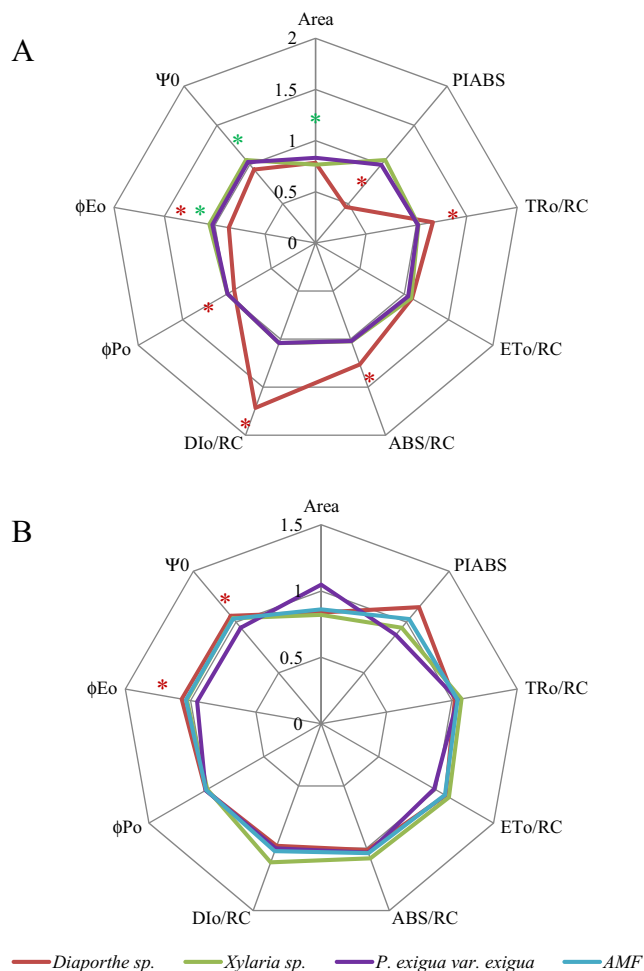 A
Area
2
Ψ0
PIABS
1.5
*
*
1
*
0.5
* *
*
ϕEo
TRo/RC
0
*
ϕPo
ETo/RC
*
*
DIo/RC
ABS/RC
B
Area
1.5
Ψ0
PIABS
*
1
*
0.5
ϕEo
TRo/RC
0
ϕPo
ETo/RC
DIo/RC
ABS/RC
Diaporthe sp. Xylaria sp. P. exigua var. exigua AMF